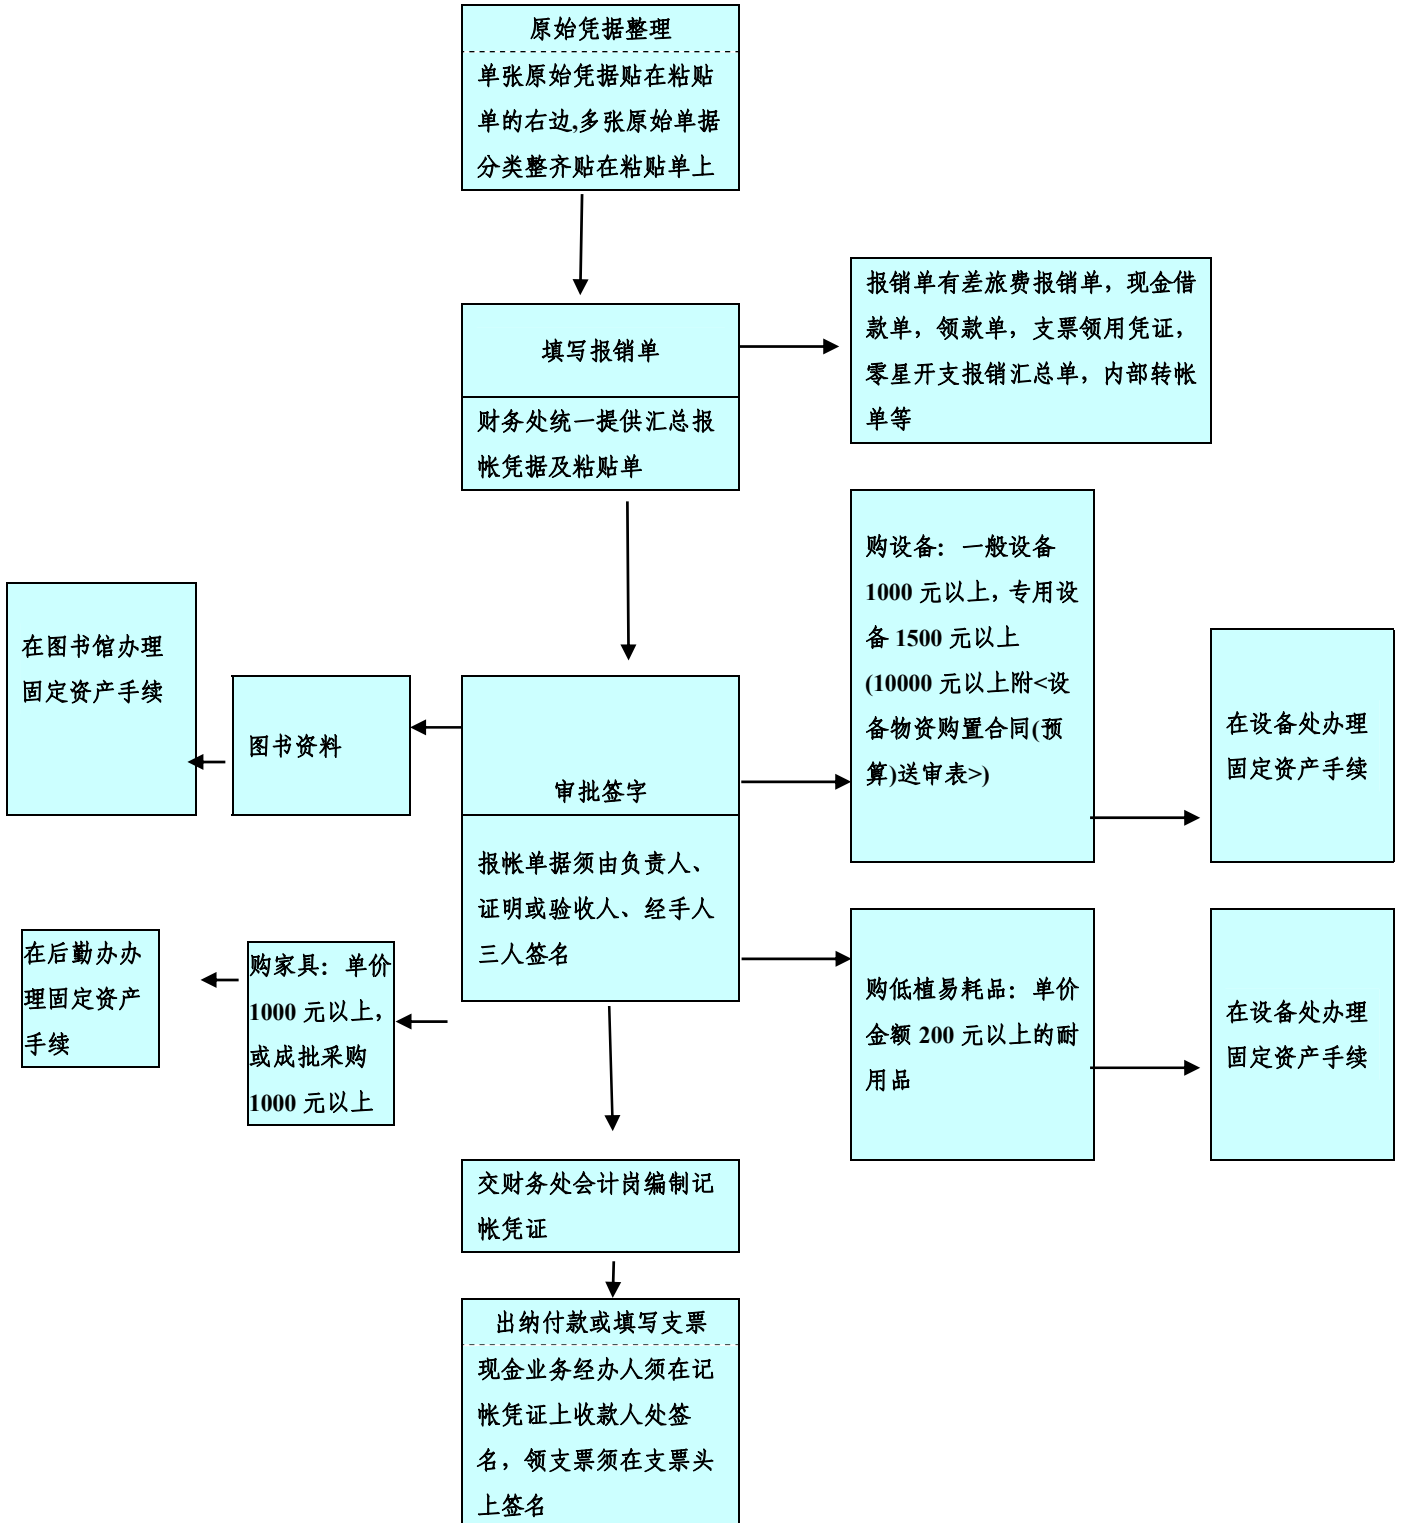 原始凭据整理
单张原始凭据贴在粘贴
单的右边,多张原始单据
分类整齐贴在粘贴单上
填写报销单
财务处统一提供汇总报
帐凭据及粘贴单
报销单有差旅费报销单，现金借
款单，领款单，支票领用凭证，
零星开支报销汇总单，内部转帐
单等
购设备：一般设备
1000 元以上，专用设
备 1500 元以上
(10000 元以上附<设
备物资购置合同(预
算)送审表>)
在设备处办理
固定资产手续
在图书馆办理
固定资产手续
图书资料
审批签字
报帐单据须由负责人、
证明或验收人、经手人
三人签名
在后勤办办
理固定资产
手续
购家具：单价
1000 元以上，
或成批采购
1000 元以上
购低植易耗品：单价
金额 200 元以上的耐
用品
在设备处办理
固定资产手续
交财务处会计岗编制记
帐凭证
出纳付款或填写支票
现金业务经办人须在记
帐凭证上收款人处签
名，领支票须在支票头
上签名